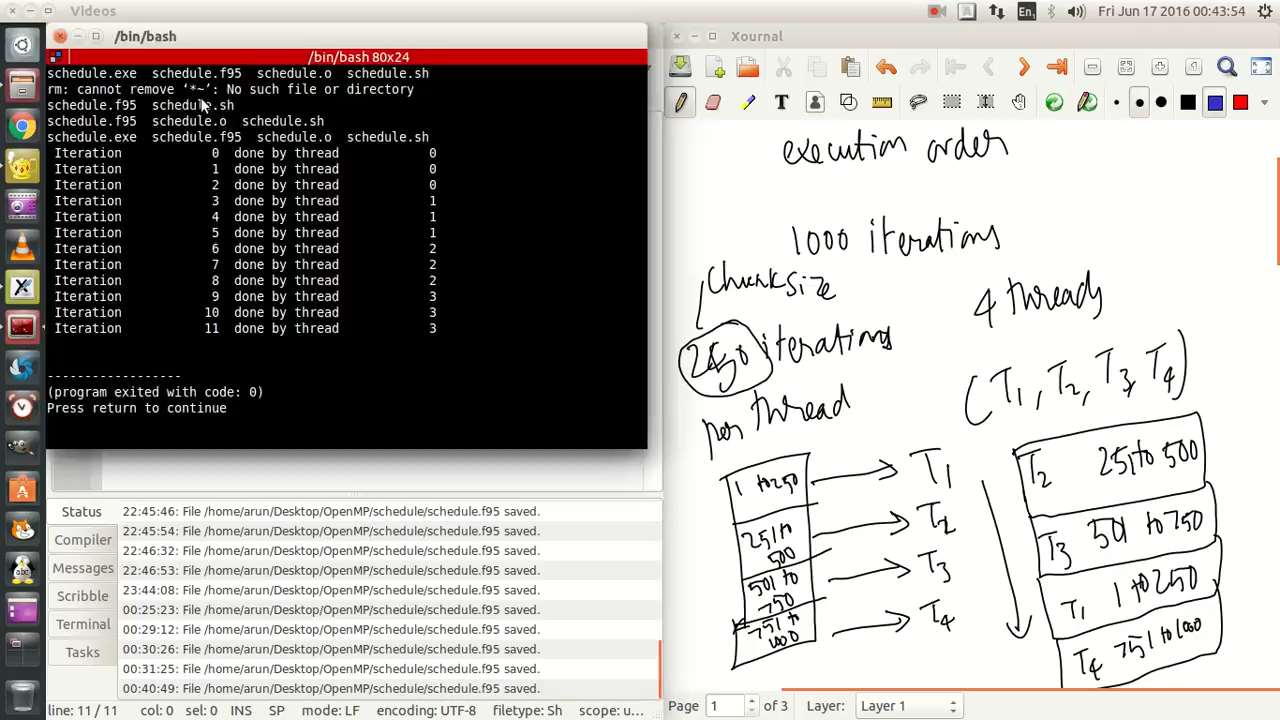 Videos
En1
Fri Jun 17 2016 00:43:54
/bin/bash
/bin/bash 80x24
schedule.exe schedule.f95 schedule.o schedule.sh
rm: cannot remove ‘*~’: No such file or directory
schedule.f95 schedule.sh
schedule.f95 schedule.o schedule.sh
schedule.exe schedule.f95 schedule.o schedule.sh
Iteration 0 done by thread 0
Iteration 1 done by thread 0
Iteration 2 done by thread 0
Iteration 3 done by thread 1
Iteration 4 done by thread 1
Iteration 5 done by thread 1
Iteration 6 done by thread 2
Iteration 7 done by thread 2
Iteration 8 done by thread 2
Iteration 9 done by thread 3
Iteration 10 done by thread 3
Iteration 11 done by thread 3
------------------
(program exited with code: 0)
Press return to continue
Status
Compiler
Messages
Scribble
Terminal
Tasks
22:45:46: File /home/arun/Desktop/OpenMP/schedule/schedule.f95 saved.
22:45:54: File /home/arun/Desktop/OpenMP/schedule/schedule.f95 saved.
22:46:32: File /home/arun/Desktop/OpenMP/schedule/schedule.f95 saved.
22:46:53: File /home/arun/Desktop/OpenMP/schedule/schedule.f95 saved.
23:44:08: File /home/arun/Desktop/OpenMP/schedule/schedule.f95 saved.
00:25:23: File /home/arun/Desktop/OpenMP/schedule/schedule.f95 saved.
00:29:12: File /home/arun/Desktop/OpenMP/schedule/schedule.f95 saved.
00:30:26: File /home/arun/Desktop/OpenMP/schedule/schedule.f95 saved.
00:31:25: File /home/arun/Desktop/OpenMP/schedule/schedule.f95 saved.
00:40:49: File /home/arun/Desktop/OpenMP/schedule/schedule.f95 saved.
line: 11 / 11 col: 0 sel: 0 INS SP mode: LF encoding: UTF-8 filetype: Sh scope: u...
Xournal
execution order
1000 iterations
Chunk size
4 threads
250 iterations
per thread
(T1, T2, T3, T4)
1 to 250
T1
251 to
500
T2
501 to
750
T3
751 to
1000
T4
T2 251 to 500
T3 501 to 750
T1 1 to 250
T4 751 to 1000
Page 1 of 3 Layer: Layer 1